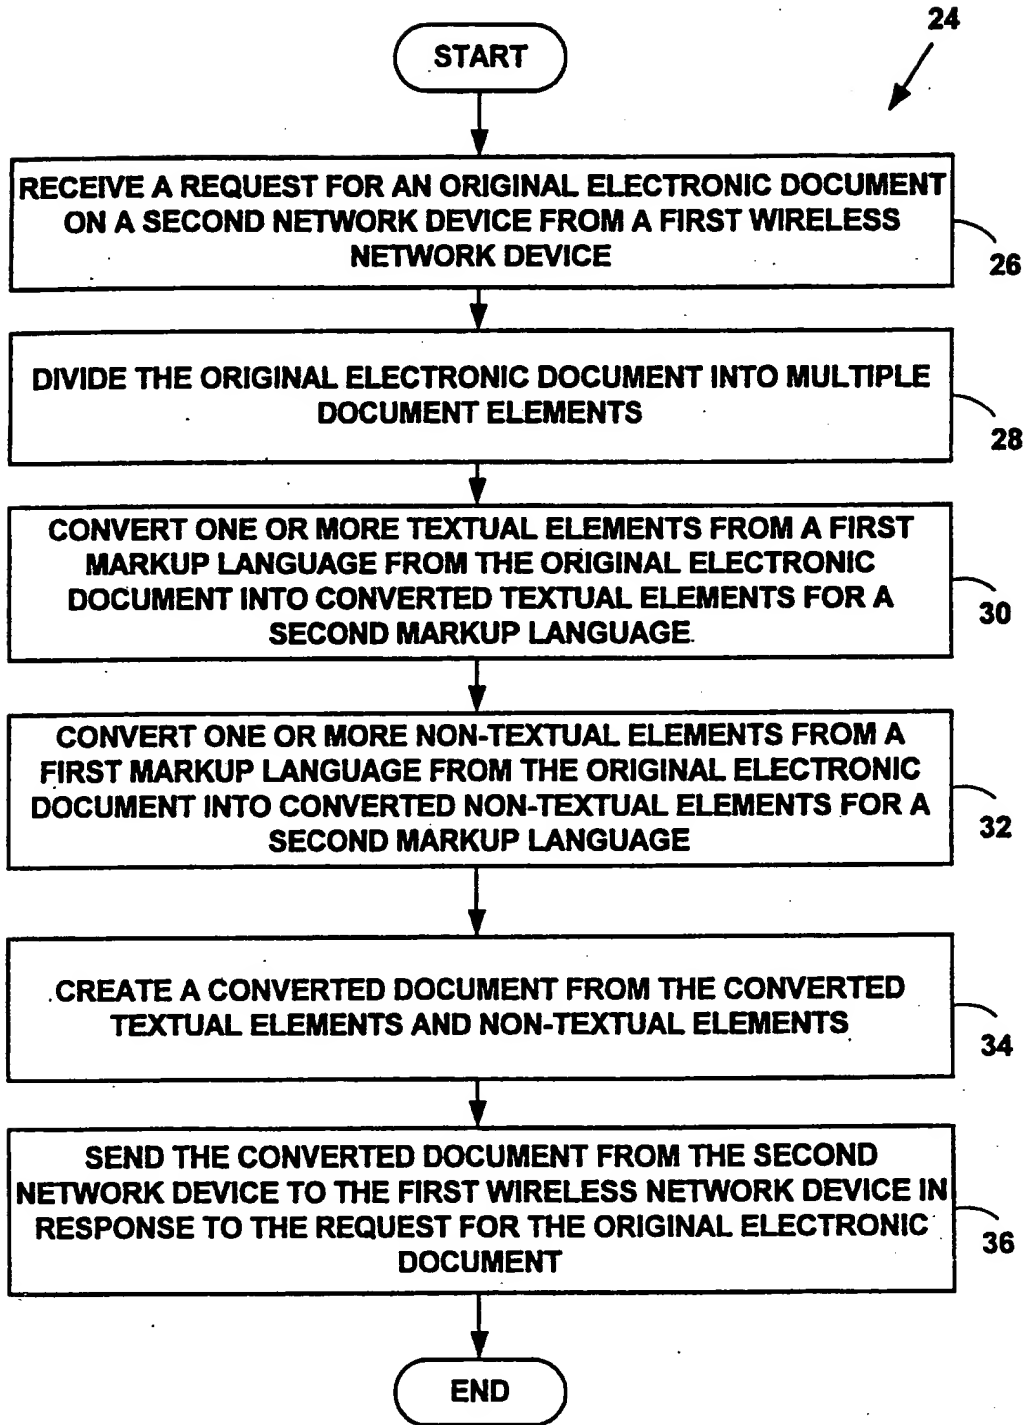 24
START
RECEIVE A REQUEST FOR AN ORIGINAL ELECTRONIC DOCUMENT
ON A SECOND NETWORK DEVICE FROM A FIRST WIRELESS
NETWORK DEVICE
26
DIVIDE THE ORIGINAL ELECTRONIC DOCUMENT INTO MULTIPLE
DOCUMENT ELEMENTS
28
CONVERT ONE OR MORE TEXTUAL ELEMENTS FROM A FIRST
MARKUP LANGUAGE FROM THE ORIGINAL ELECTRONIC
DOCUMENT INTO CONVERTED TEXTUAL ELEMENTS FOR A
SECOND MARKUP LANGUAGE
30
CONVERT ONE OR MORE NON-TEXTUAL ELEMENTS FROM A
FIRST MARKUP LANGUAGE FROM THE ORIGINAL ELECTRONIC
DOCUMENT INTO CONVERTED NON-TEXTUAL ELEMENTS FOR A
SECOND MARKUP LANGUAGE
32
CREATE A CONVERTED DOCUMENT FROM THE CONVERTED
TEXTUAL ELEMENTS AND NON-TEXTUAL ELEMENTS
34
SEND THE CONVERTED DOCUMENT FROM THE SECOND
NETWORK DEVICE TO THE FIRST WIRELESS NETWORK DEVICE IN
RESPONSE TO THE REQUEST FOR THE ORIGINAL ELECTRONIC
DOCUMENT
36
END